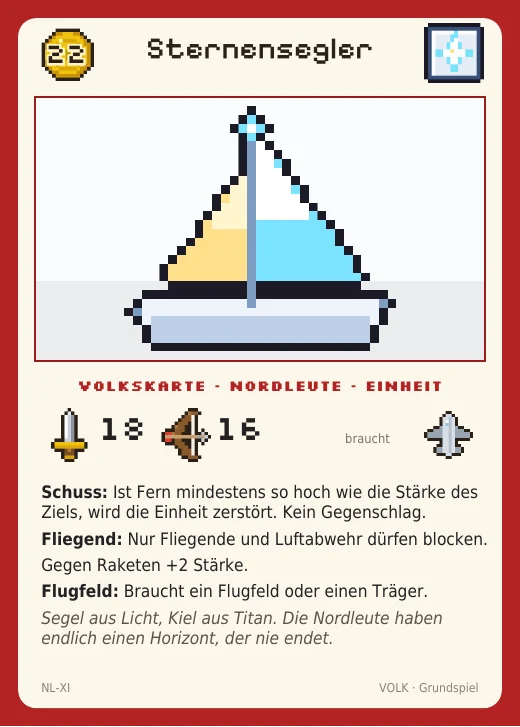 22
Sternensegler
VOLKSKARTE - NORDLEUTE - EINHEIT
18 16 braucht
Schuss: Ist Fern mindestens so hoch wie die Stärke des
Ziels, wird die Einheit zerstört. Kein Gegenschlag.
Fliegend: Nur Fliegende und Luftabwehr dürfen blocken.
Gegen Raketen +2 Stärke.
Flugfeld: Braucht ein Flugfeld oder einen Träger.
Segel aus Licht, Kiel aus Titan. Die Nordleute haben
endlich einen Horizont, der nie endet.
NL-XI VOLK · Grundspiel